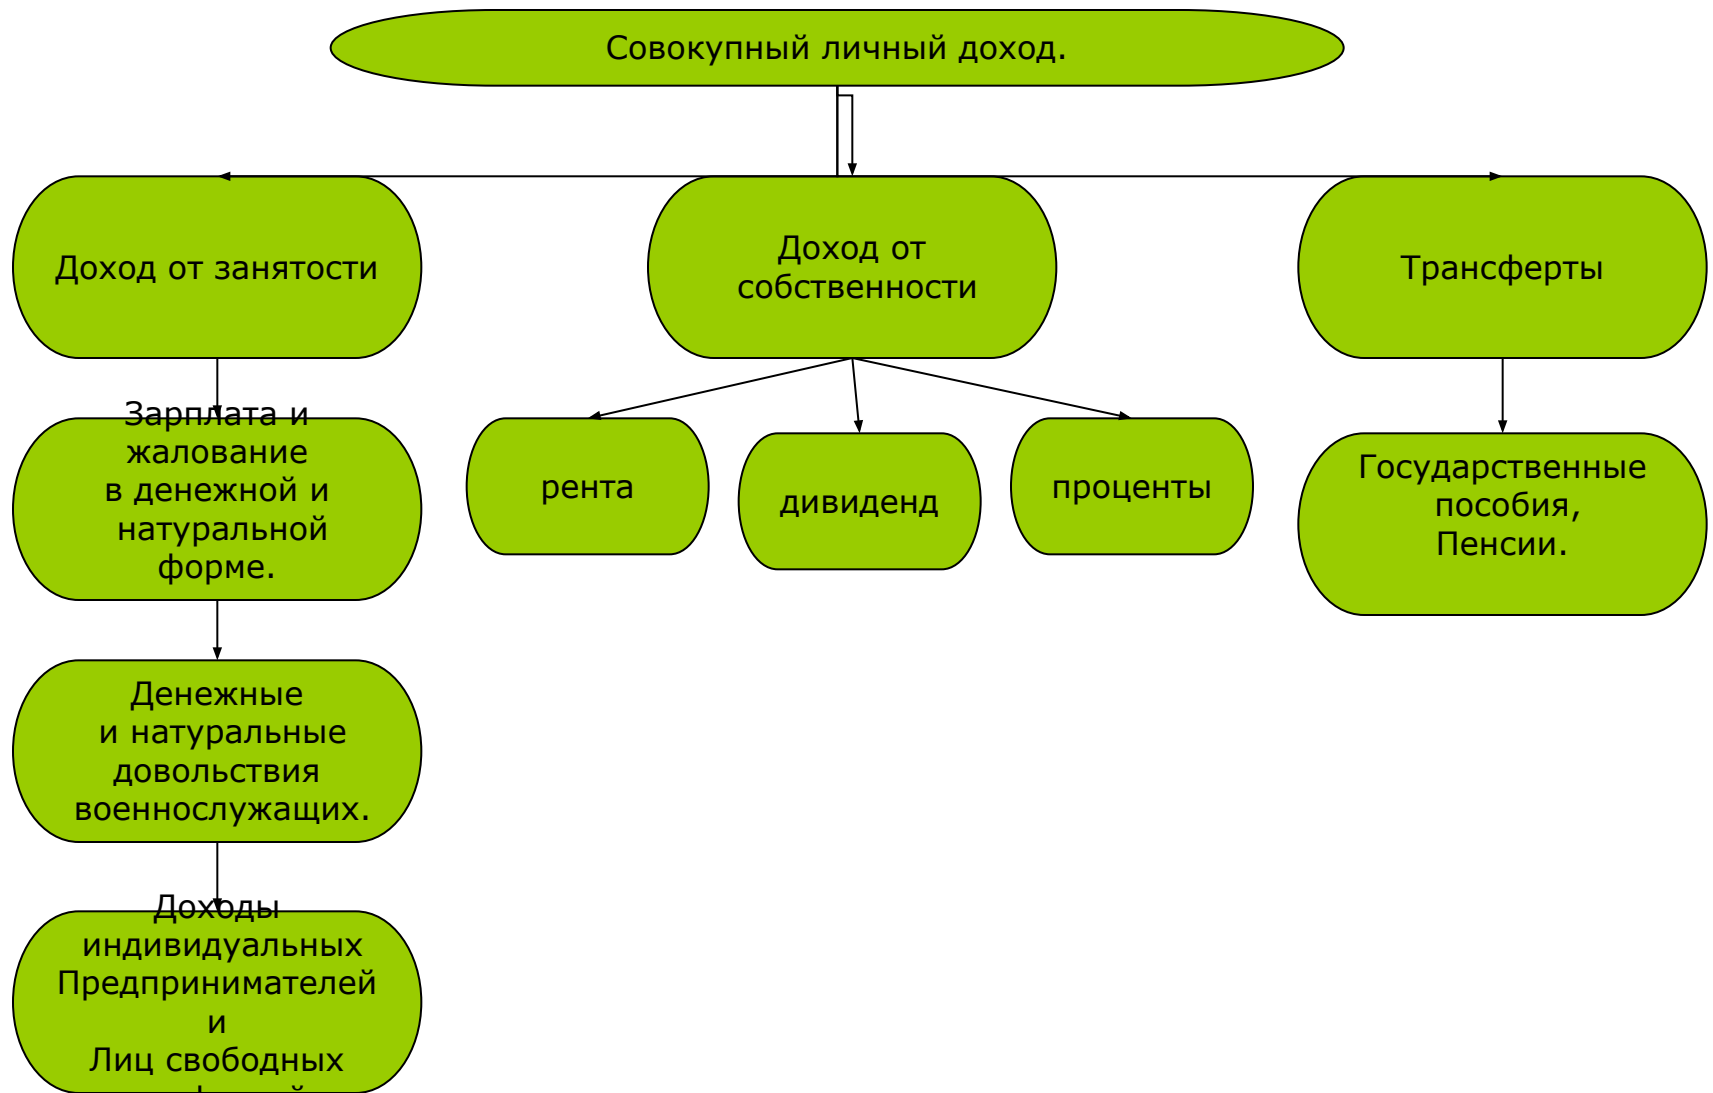 Совокупный личный доход.
Доход от занятости
Доход от
собственности
Трансферты
Зарплата и
жалование
в денежной и
натуральной
форме.
рента
дивиденд
проценты
Государственные
пособия,
Пенсии.
Денежные
и натуральные
довольствия
военнослужащих.
Доходы
индивидуальных
Предпринимателей
и
Лиц свободных